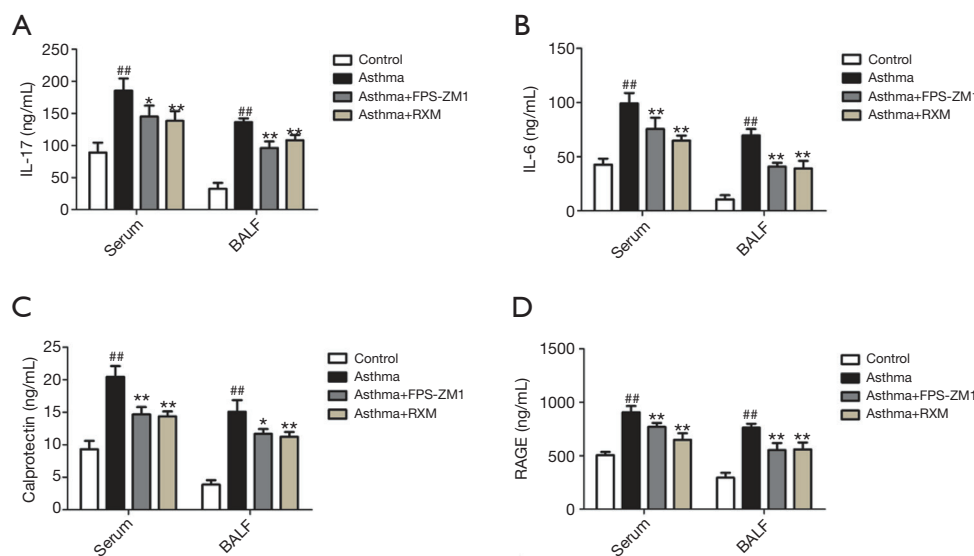 A
IL-17 (ng/mL)
250
200
150
100
50
0
##
*
**
##
**
**
Serum
BALF
Control
Asthma
Asthma+FPS-ZM1
Asthma+RXM
B
IL-6 (ng/mL)
150
100
50
0
##
**
**
##
**
**
Serum
BALF
Control
Asthma
Asthma+FPS-ZM1
Asthma+RXM
C
Calprotectin (ng/mL)
25
20
15
10
5
0
##
**
**
##
*
**
Serum
BALF
Control
Asthma
Asthma+FPS-ZM1
Asthma+RXM
D
RAGE (ng/mL)
1500
1000
500
0
##
**
**
##
**
**
Serum
BALF
Control
Asthma
Asthma+FPS-ZM1
Asthma+RXM